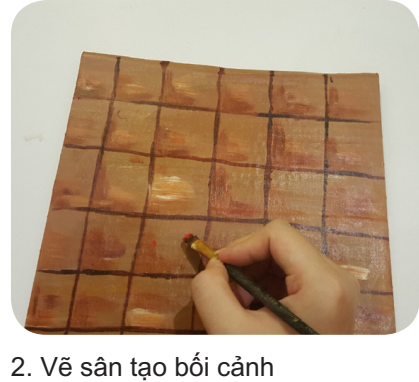 2. Vẽ sân tạo bối cảnh